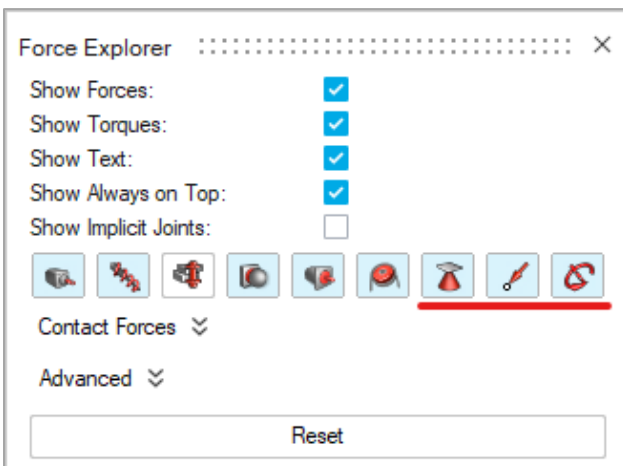 Force Explorer
Show Forces:
Show Torques:
Show Text:
Show Always on Top:
Show Implicit Joints:
Contact Forces
Advanced
Reset